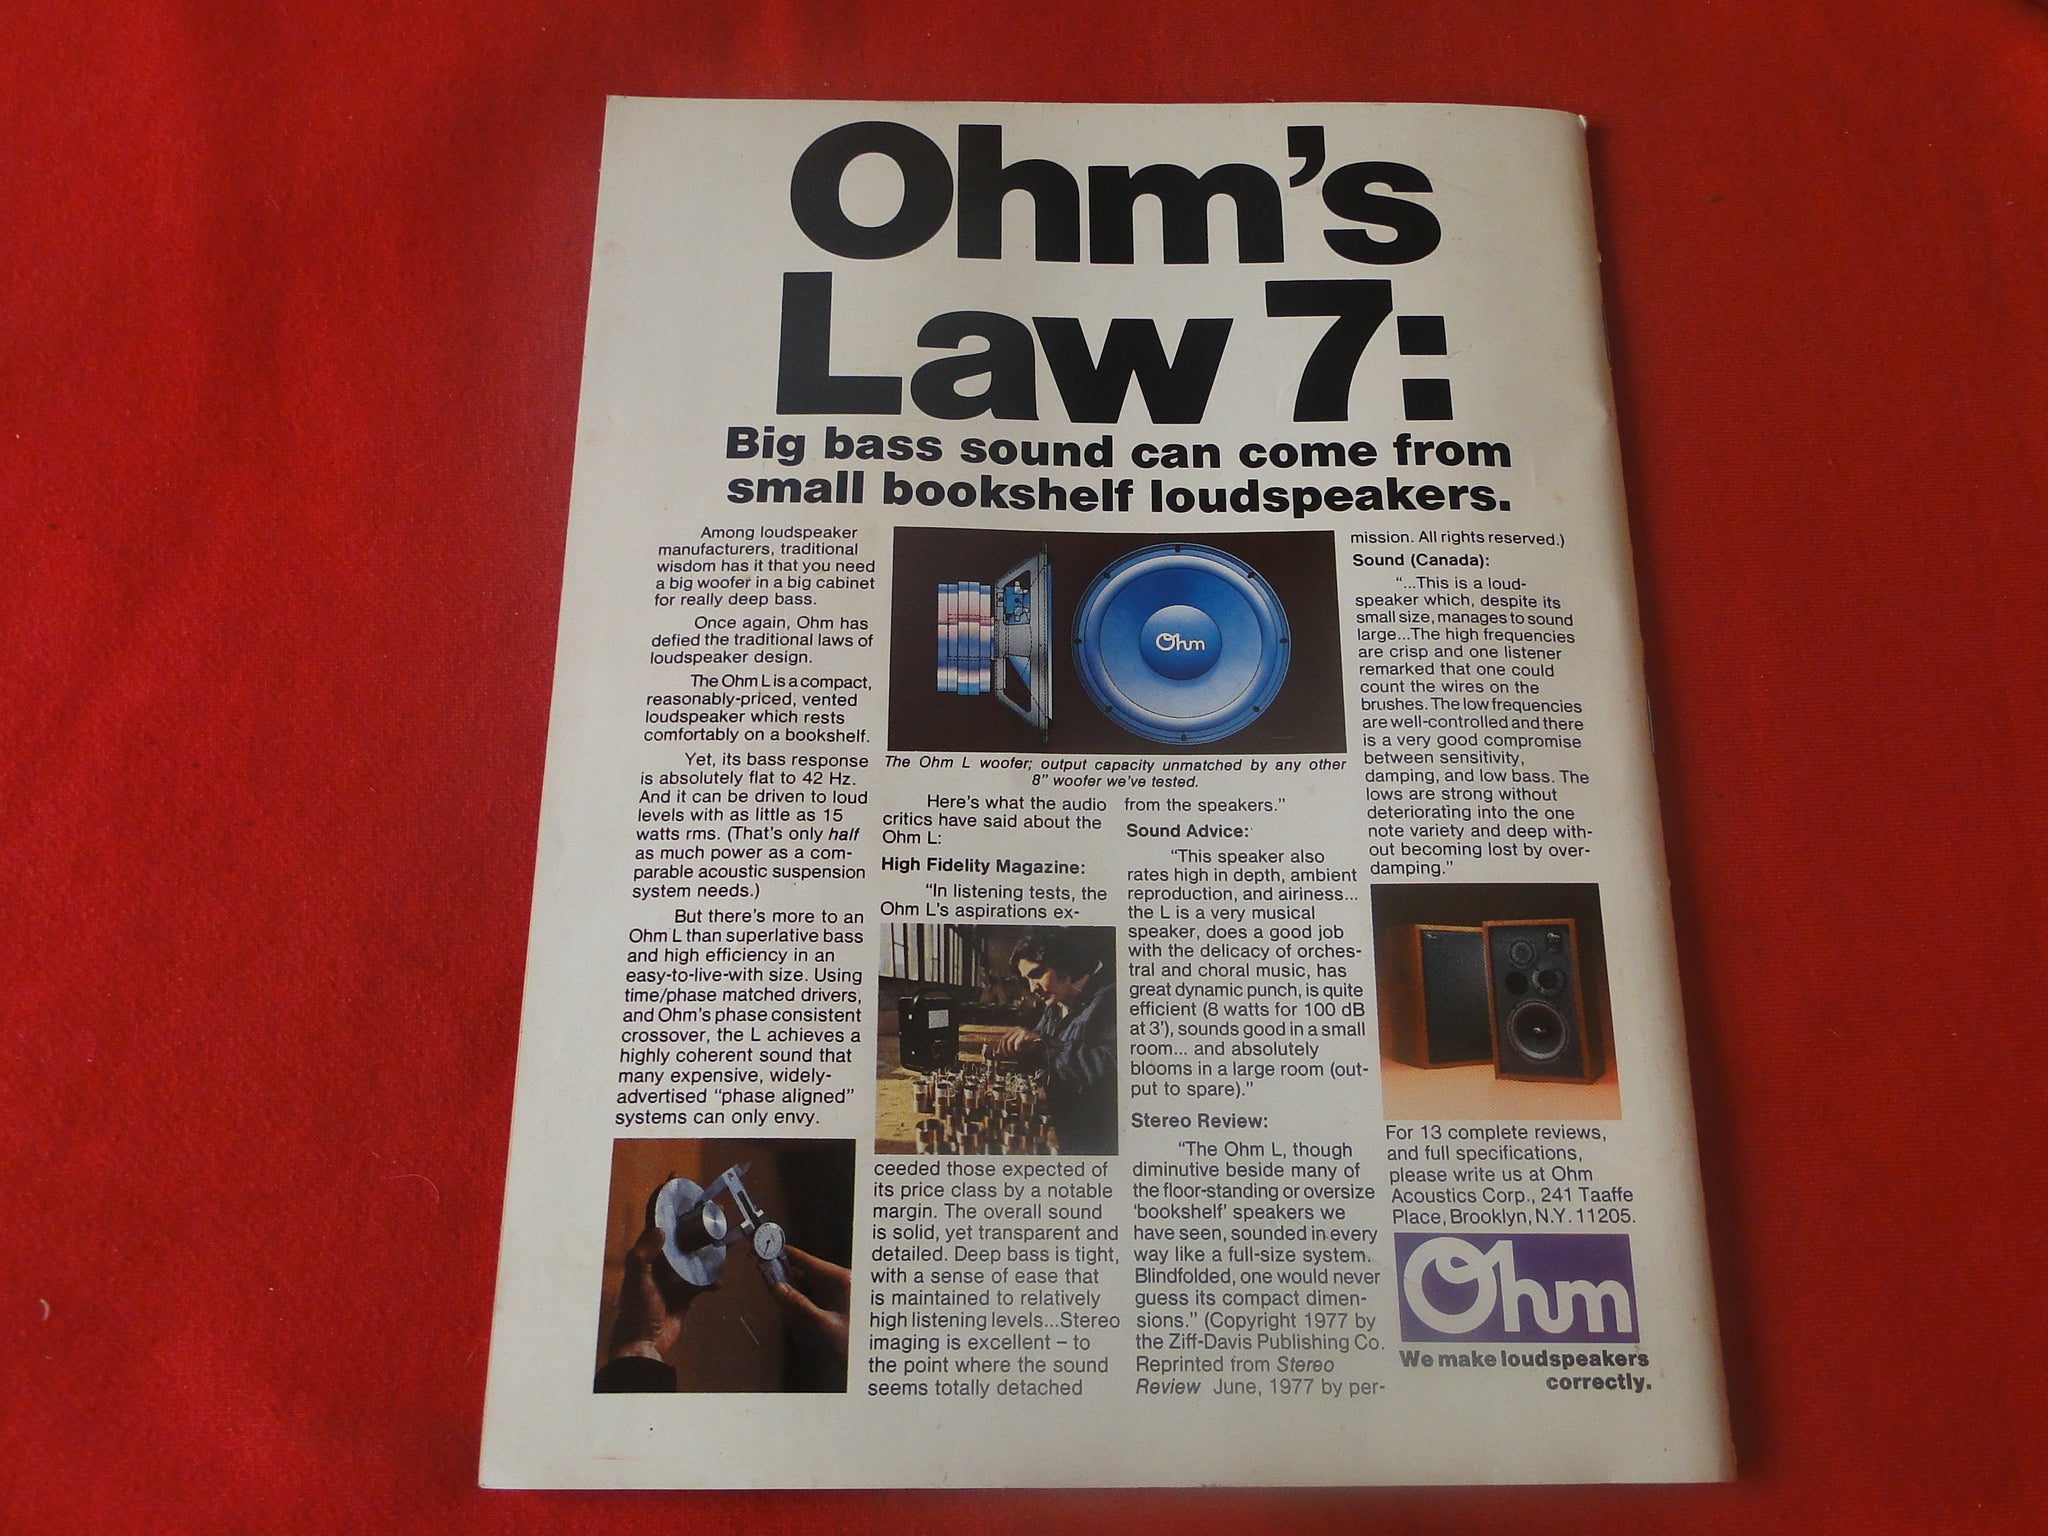 Ohm's
Law 7:
Big bass sound can come from
small bookshelf loudspeakers.
Among loudspeaker
manufacturers, traditional
wisdom has it that you need
a big woofer in a big cabinet
for really deep bass.
Once again, Ohm has
defied the traditional laws of
loudspeaker design.
The Ohm L is a compact,
reasonably-priced, vented
loudspeaker which rests
comfortably on a bookshelf.
Yet, its bass response
is absolutely flat to 42 Hz.
And it can be driven to loud
levels with as little as 15
watts rms. (That's only half
as much power as a com-
parable acoustic suspension
system needs.)
But there's more to an
Ohm L than superlative bass
and high efficiency in an
easy-to-live-with size. Using
time/phase matched drivers,
and Ohm's phase consistent
crossover, the L achieves a
highly coherent sound that
many expensive, widely-
advertised "phase aligned"
systems can only envy.
Ohm
The Ohm L woofer; output capacity unmatched by any other
8" woofer we've tested.
Here's what the audio
critics have said about the
Ohm L:
High Fidelity Magazine:
"In listening tests, the
Ohm L's aspirations ex-
ceeded those expected of
its price class by a notable
margin. The overall sound
is solid, yet transparent and
detailed. Deep bass is tight,
with a sense of ease that
is maintained to relatively
high listening levels...Stereo
imaging is excellent – to
the point where the sound
seems totally detached
from the speakers."
Sound Advice:
"This speaker also
rates high in depth, ambient
reproduction, and airiness...
the L is a very musical
speaker, does a good job
with the delicacy of orches-
tral and choral music, has
great dynamic punch, is quite
efficient (8 watts for 100 dB
at 3'), sounds good in a small
room... and absolutely
blooms in a large room (out-
put to spare)."
Stereo Review:
"The Ohm L, though
diminutive beside many of
the floor-standing or oversize
'bookshelf' speakers we
have seen, sounded in every
way like a full-size system.
Blindfolded, one would never
guess its compact dimen-
sions." (Copyright 1977 by
the Ziff-Davis Publishing Co.
Reprinted from Stereo
Review June, 1977 by per-
mission. All rights reserved.)
Sound (Canada):
"...This is a loud-
speaker which, despite its
small size, manages to sound
large...The high frequencies
are crisp and one listener
remarked that one could
count the wires on the
brushes. The low frequencies
are well-controlled and there
is a very good compromise
between sensitivity,
damping, and low bass. The
lows are strong without
deteriorating into the one
note variety and deep with-
out becoming lost by over-
damping."
For 13 complete reviews,
and full specifications,
please write us at Ohm
Acoustics Corp., 241 Taaffe
Place, Brooklyn, N.Y. 11205.
Ohm
We make loudspeakers
correctly.